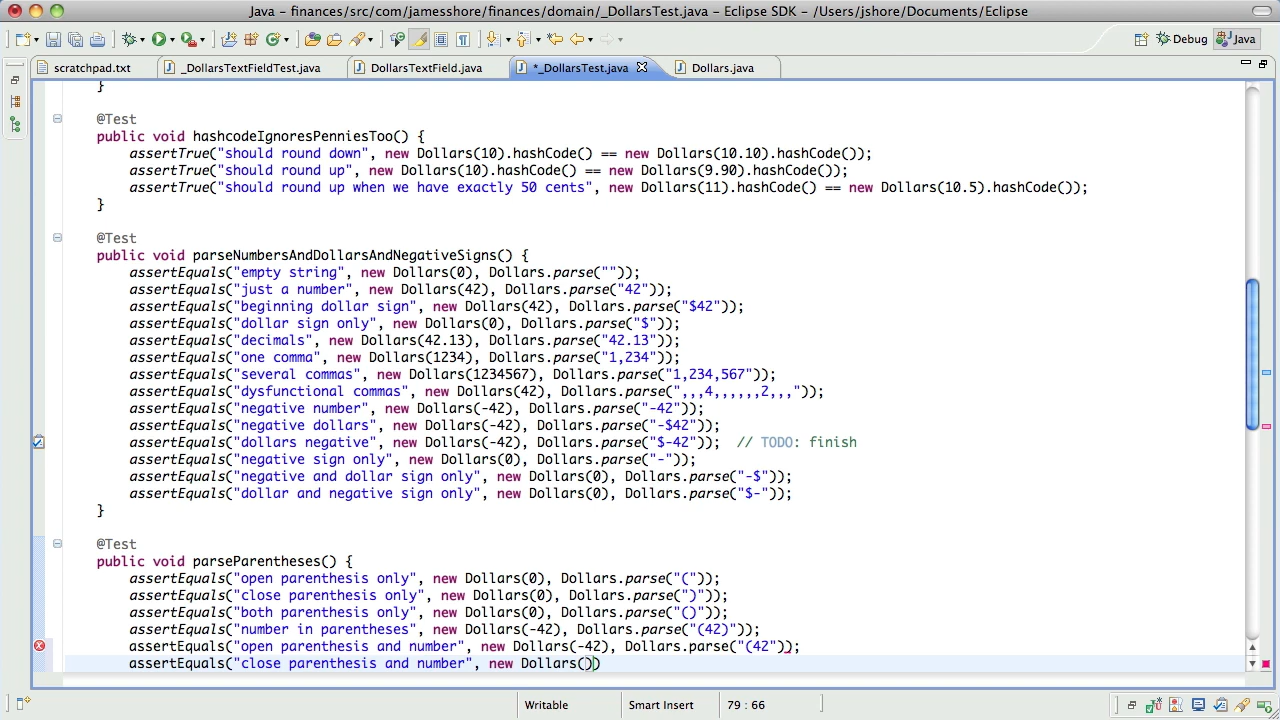 Java - finances/src/com/jamesshore/finances/domain/_DollarsTest.java - Eclipse SDK - /Users/jshore/Documents/Eclipse
Debug Java
scratchpad.txt _DollarsTextFieldTest.java DollarsTextField.java *_DollarsTest.java Dollars.java
}
@Test
public void hashcodeIgnoresPenniesToo() {
assertTrue("should round down", new Dollars(10).hashCode() == new Dollars(10.10).hashCode());
assertTrue("should round up", new Dollars(10).hashCode() == new Dollars(9.90).hashCode());
assertTrue("should round up when we have exactly 50 cents", new Dollars(11).hashCode() == new Dollars(10.5).hashCode());
}
@Test
public void parseNumbersAndDollarsAndNegativeSigns() {
assertEquals("empty string", new Dollars(0), Dollars.parse(""));
assertEquals("just a number", new Dollars(42), Dollars.parse("42"));
assertEquals("beginning dollar sign", new Dollars(42), Dollars.parse("$42"));
assertEquals("dollar sign only", new Dollars(0), Dollars.parse("$"));
assertEquals("decimals", new Dollars(42.13), Dollars.parse("42.13"));
assertEquals("one comma", new Dollars(1234), Dollars.parse("1,234"));
assertEquals("several commas", new Dollars(1234567), Dollars.parse("1,234,567"));
assertEquals("dysfunctional commas", new Dollars(42), Dollars.parse(",,,4,,,,,,2,,,"));
assertEquals("negative number", new Dollars(-42), Dollars.parse("-42"));
assertEquals("negative dollars", new Dollars(-42), Dollars.parse("-$42"));
assertEquals("dollars negative", new Dollars(-42), Dollars.parse("$-42")); // TODO: finish
assertEquals("negative sign only", new Dollars(0), Dollars.parse("-"));
assertEquals("negative and dollar sign only", new Dollars(0), Dollars.parse("-$"));
assertEquals("dollar and negative sign only", new Dollars(0), Dollars.parse("$-"));
}
@Test
public void parseParentheses() {
assertEquals("open parenthesis only", new Dollars(0), Dollars.parse("("));
assertEquals("close parenthesis only", new Dollars(0), Dollars.parse(")"));
assertEquals("both parenthesis only", new Dollars(0), Dollars.parse("()"));
assertEquals("number in parentheses", new Dollars(-42), Dollars.parse("(42)"));
assertEquals("open parenthesis and number", new Dollars(-42), Dollars.parse("(42"));
assertEquals("close parenthesis and number", new Dollars())
Writable Smart Insert 79 : 66